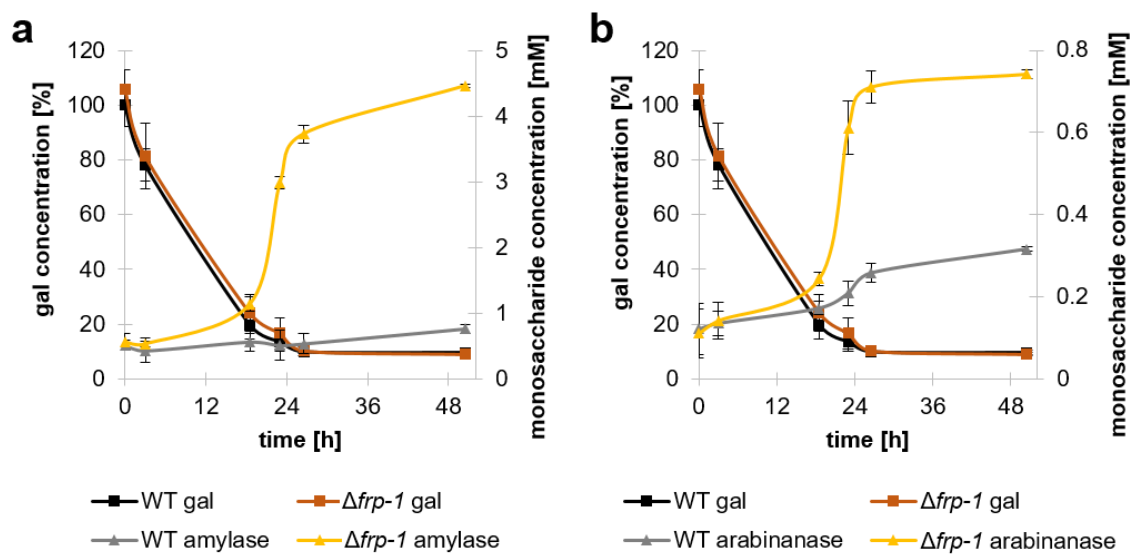 a
gal concentration [%]
120
100
80
60
40
20
0
5
4
3
2
1
0
monosaccharide concentration [mM]
0 12 24 36 48
time [h]
WT gal Δfrp-1 gal
WT amylase Δfrp-1 amylase
b
gal concentration [%]
120
100
80
60
40
20
0
0.8
0.6
0.4
0.2
0
monosaccharide concentration [mM]
0 12 24 36 48
time [h]
WT gal Δfrp-1 gal
WT arabinanase Δfrp-1 arabinanase